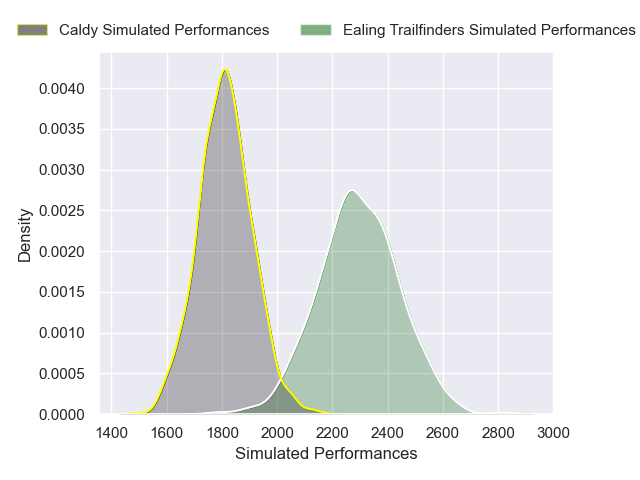 Caldy Simulated Performances Ealing Trailfinders Simulated Performances
0.0040
0.0035
0.0030
0.0025
0.0020
0.0015
0.0010
0.0005
0.0000
Density
1400 1600 1800 2000 2200 2400 2600 2800 3000
Simulated Performances